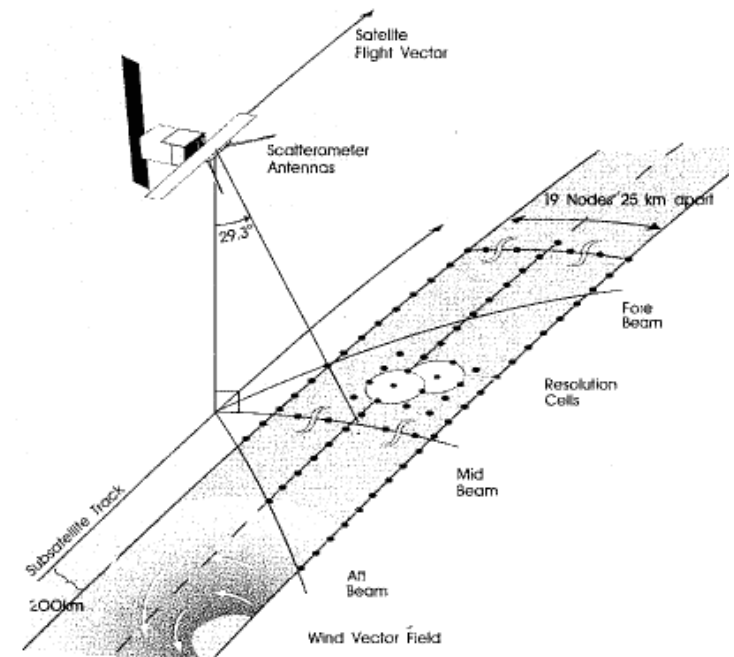 Satellite
Flight Vector
Scatterometer
Antennas
19 Nodes 25 km apart
29.3°
Fore
Beam
Resolution
Cells
Mid
Beam
Subsatellite Track
200km
Aft
Beam
Wind Vector Field